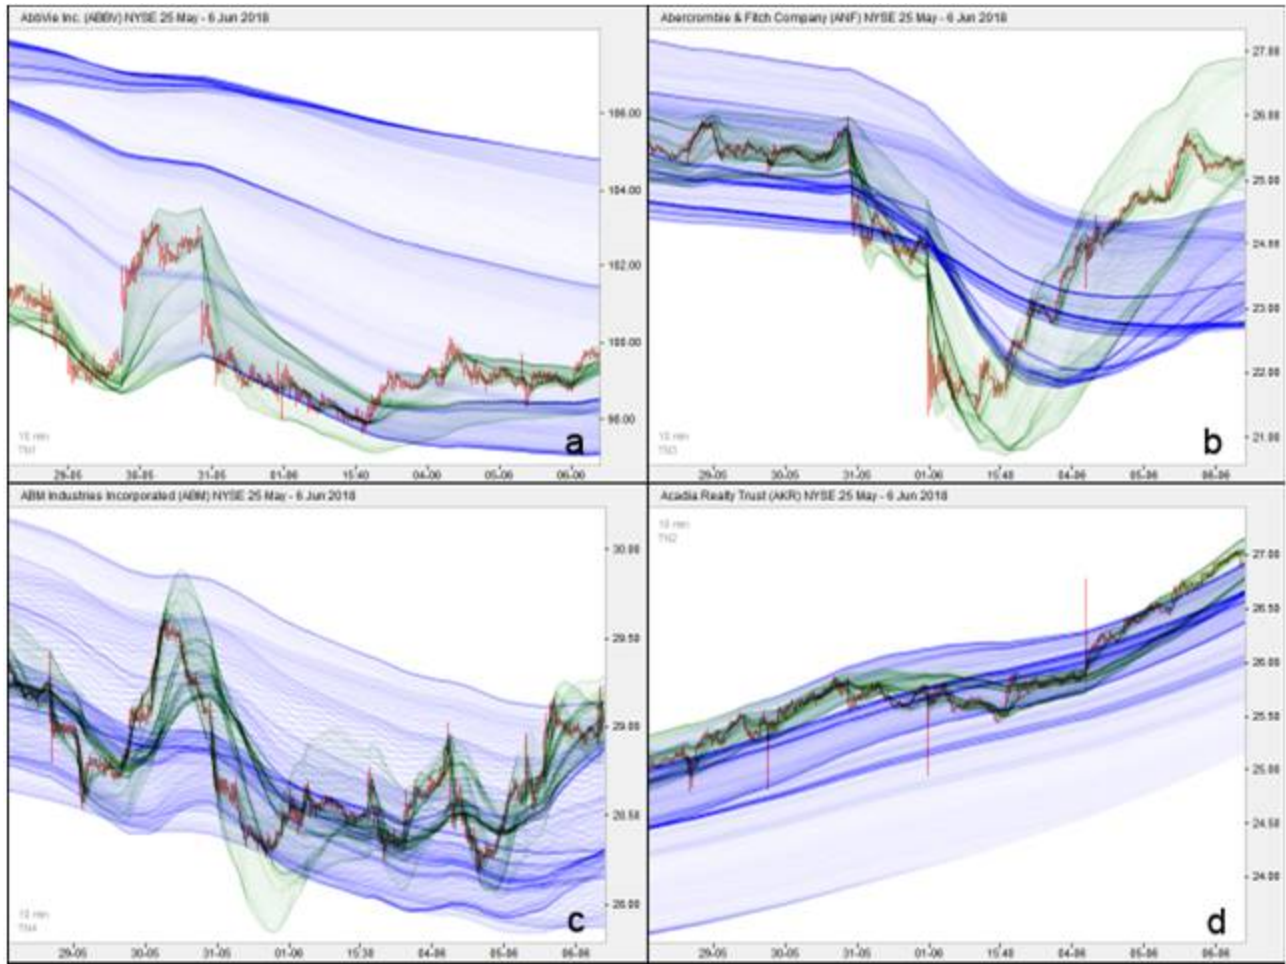 AbbVie Inc. (ABBV) NYSE 25 May - 6 Jun 2018
106.00
104.00
102.00
100.00
98.00
10 min
TN1
a
29-05 30-05 31-05 01-06 15:40 04-06 05-06 06-06
Abercrombie & Fitch Company (ANF) NYSE 25 May - 6 Jun 2018
27.00
26.00
25.00
24.00
23.00
22.00
21.00
10 min
TN3
b
29-05 30-05 31-05 01-06 15:40 04-06 05-06 06-06
ABM Industries Incorporated (ABM) NYSE 25 May - 6 Jun 2018
30.00
29.50
29.00
28.50
28.00
10 min
TN4
c
29-05 30-05 31-05 01-06 15:30 04-06 05-06 06-06
Acadia Realty Trust (AKR) NYSE 25 May - 6 Jun 2018
10 min
TN2
27.00
26.50
26.00
25.50
25.00
24.50
24.00
d
29-05 30-05 31-05 01-06 15:40 04-06 05-06 06-06